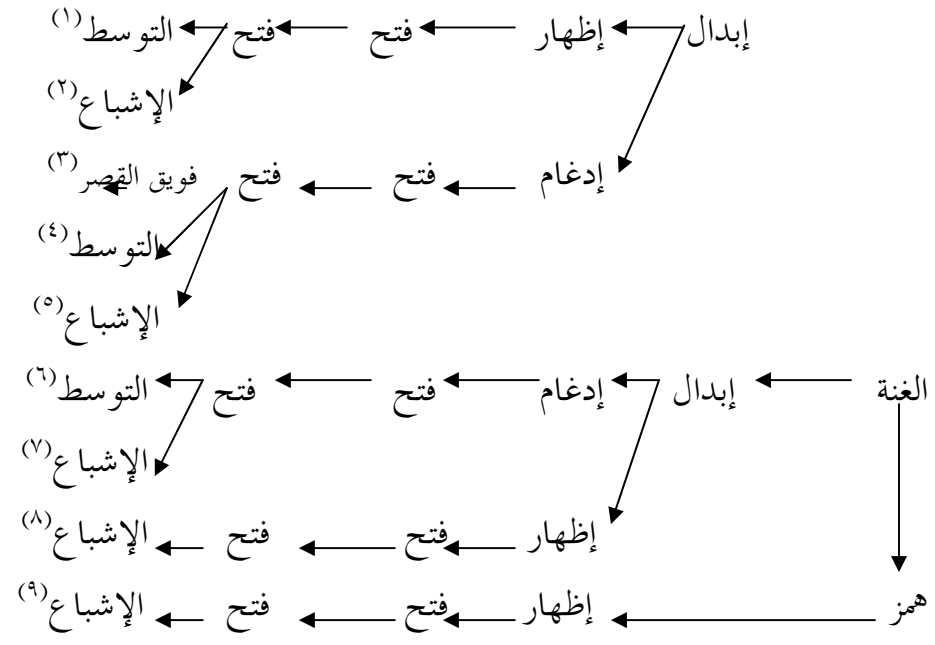 إبدال إظهار فتح فتح التوسط(١)
الإشباع(٢)
إدغام فتح فتح فويق القصر(٣)
التوسط(٤)
الإشباع(٥)
الغنة إبدال إدغام فتح فتح التوسط(٦)
الإشباع(٧)
إظهار فتح فتح الإشباع(٨)
همز إظهار فتح فتح الإشباع(٩)